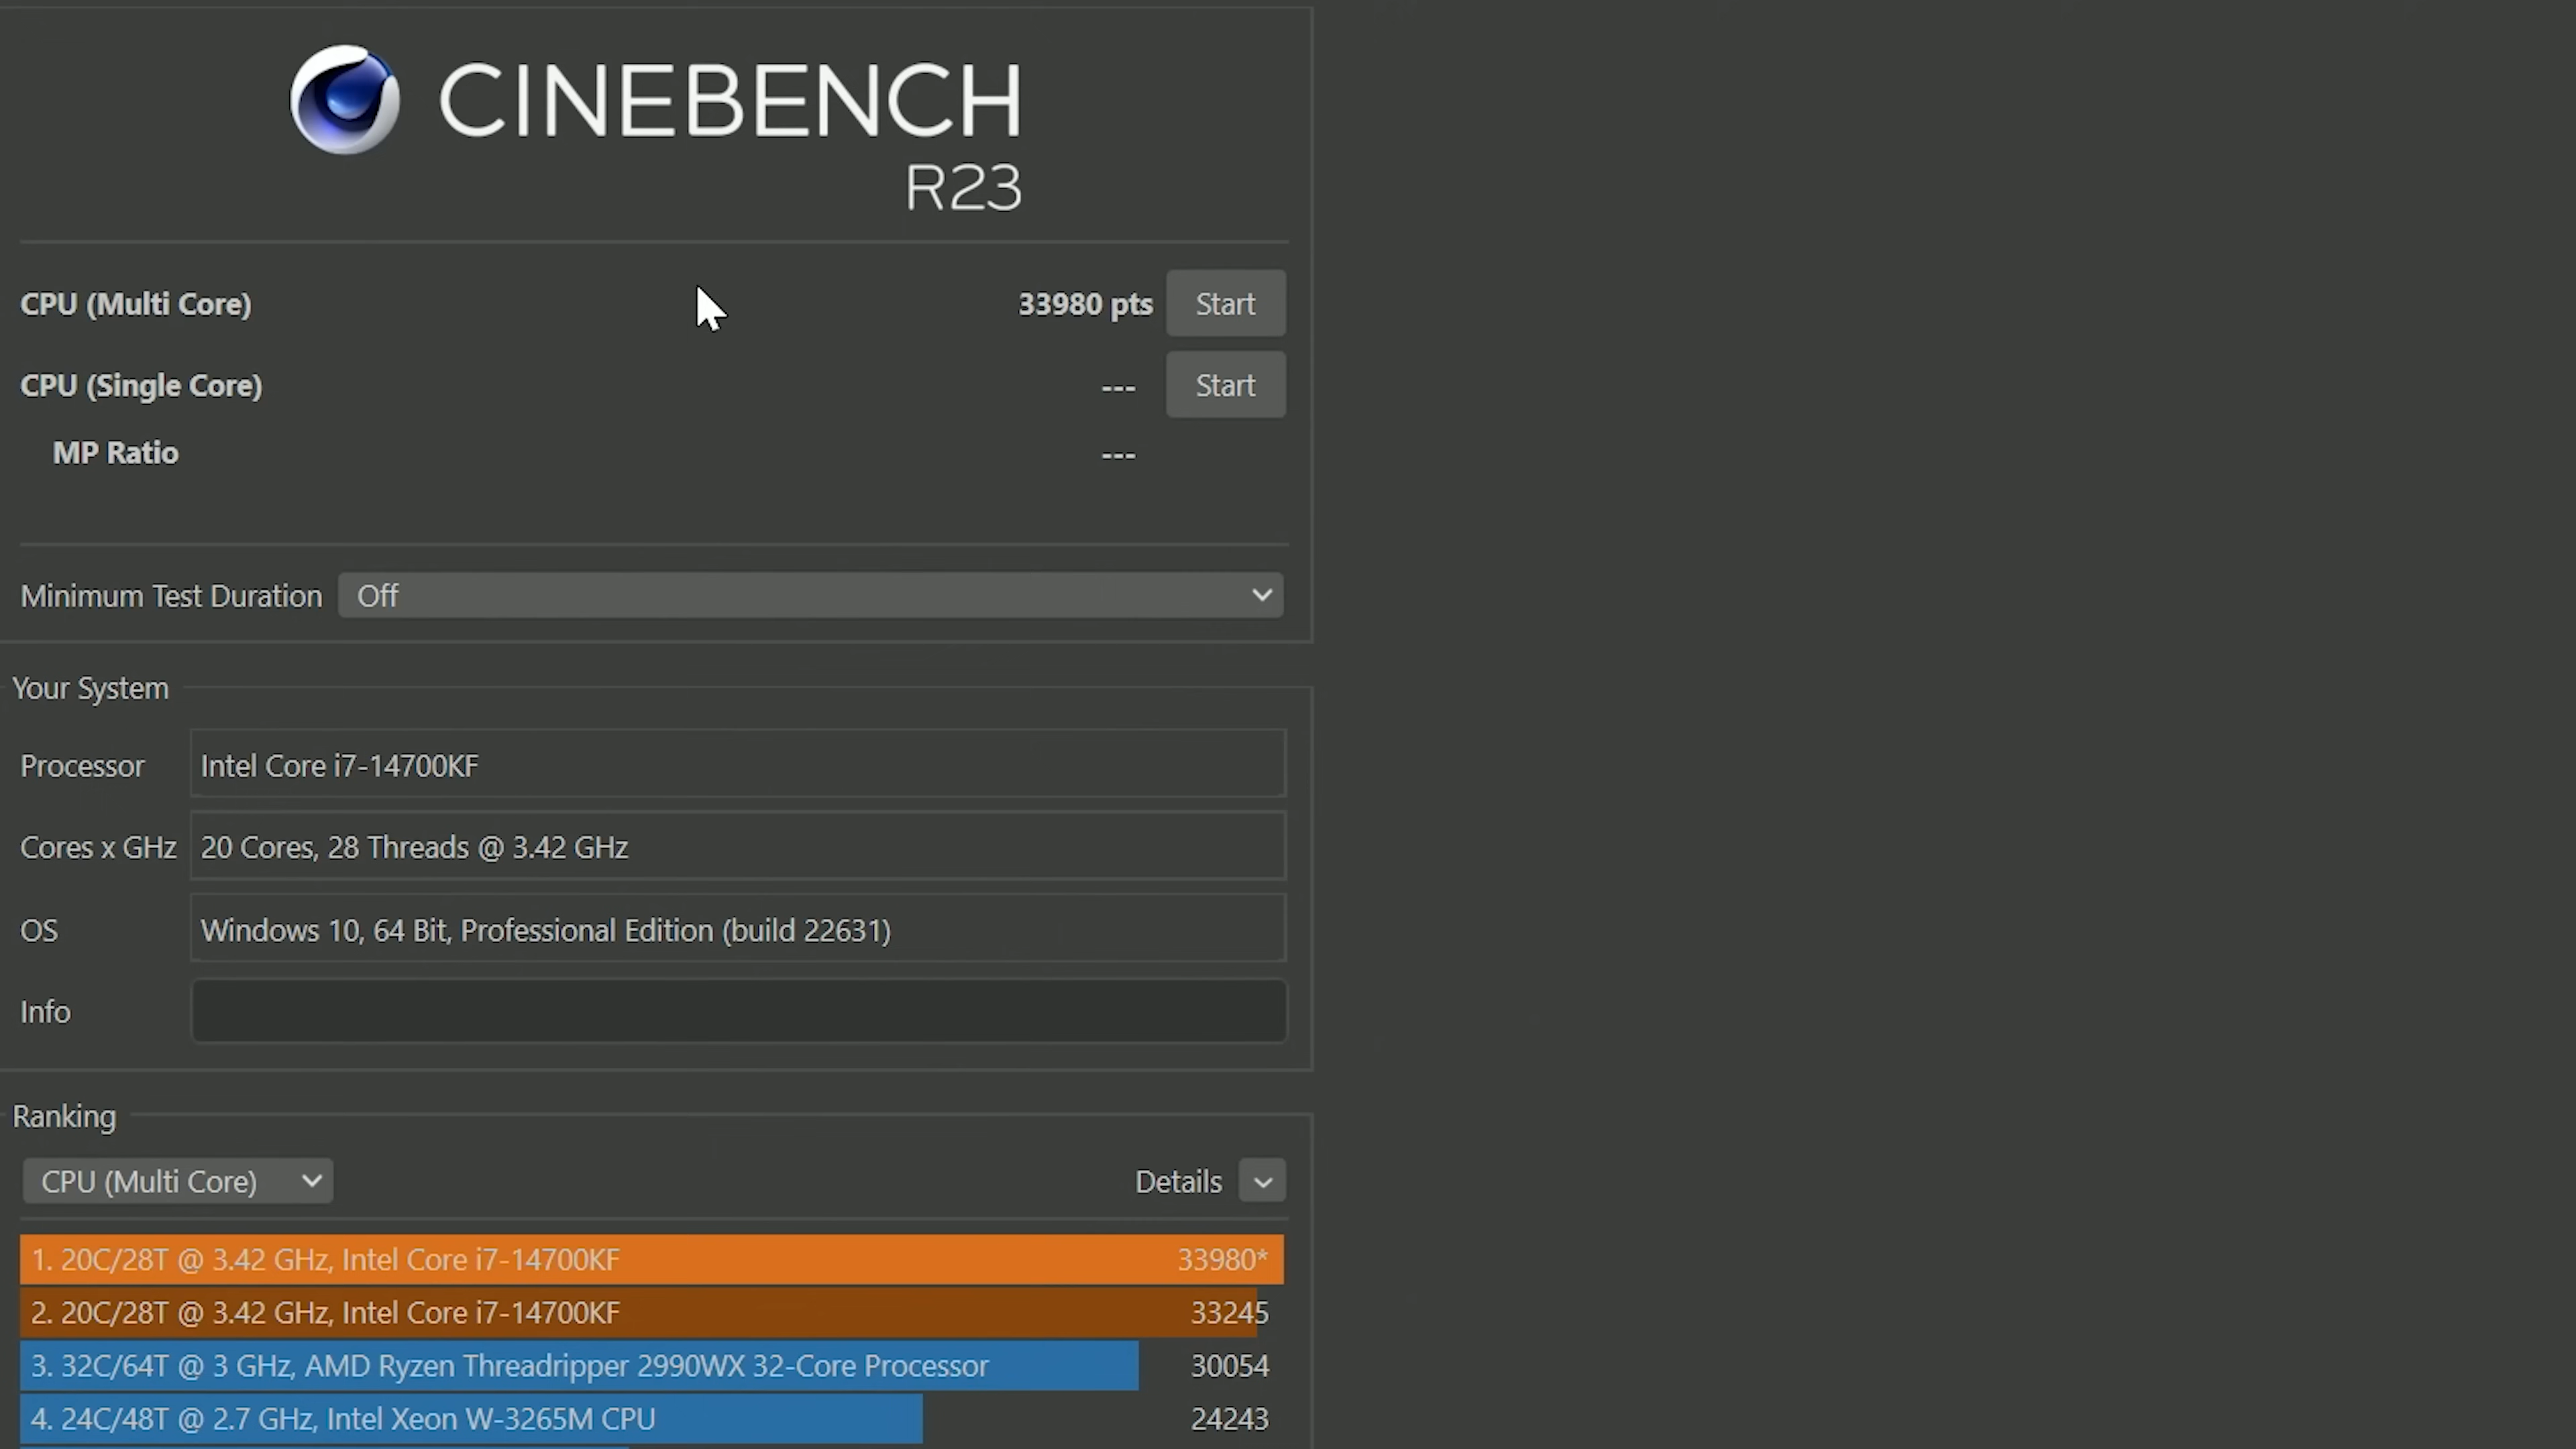 CINEBENCH
R23
CPU (Multi Core) 33980 pts Start
CPU (Single Core) --- Start
MP Ratio ---
Minimum Test Duration Off
Your System
Processor Intel Core i7-14700KF
Cores x GHz 20 Cores, 28 Threads @ 3.42 GHz
OS Windows 10, 64 Bit, Professional Edition (build 22631)
Info
Ranking
CPU (Multi Core) Details
1. 20C/28T @ 3.42 GHz, Intel Core i7-14700KF 33980*
2. 20C/28T @ 3.42 GHz, Intel Core i7-14700KF 33245
3. 32C/64T @ 3 GHz, AMD Ryzen Threadripper 2990WX 32-Core Processor 30054
4. 24C/48T @ 2.7 GHz, Intel Xeon W-3265M CPU 24243